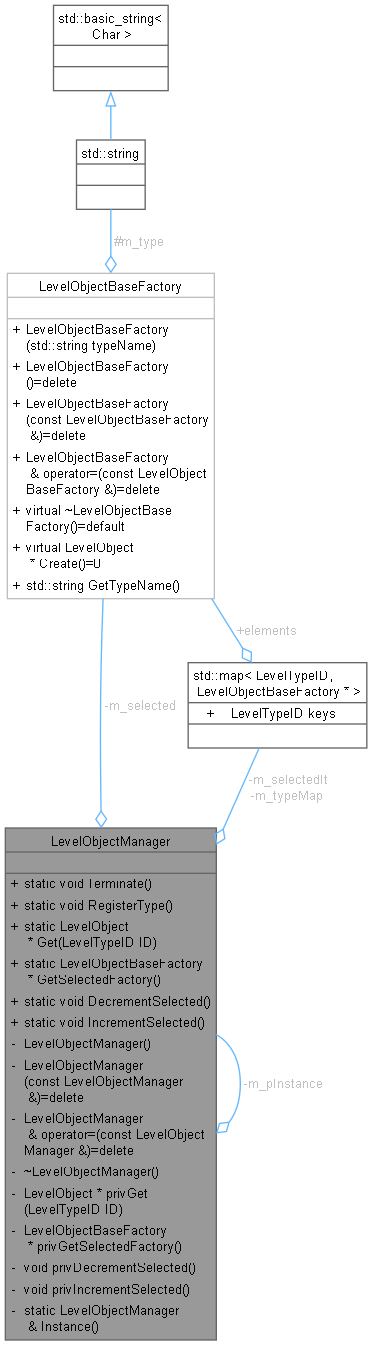 std::basic_string<
Char >
std::string
#m_type
LevelObjectBaseFactory
+ LevelObjectBaseFactory
(std::string typeName)
+ LevelObjectBaseFactory
()=delete
+ LevelObjectBaseFactory
(const LevelObjectBaseFactory
&)=delete
+ LevelObjectBaseFactory
& operator=(const LevelObject
BaseFactory &)=delete
+ virtual ~LevelObjectBase
Factory()=default
+ virtual LevelObject
* Create()=0
+ std::string GetTypeName()
+elements
std::map< LevelTypeID,
LevelObjectBaseFactory * >
+ LevelTypeID keys
-m_selected
-m_selectedIt
-m_typeMap
LevelObjectManager
+ static void Terminate()
+ static void RegisterType()
+ static LevelObject
* Get(LevelTypeID ID)
+ static LevelObjectBaseFactory
* GetSelectedFactory()
+ static void DecrementSelected()
+ static void IncrementSelected()
- LevelObjectManager()
- LevelObjectManager
(const LevelObjectManager
&)=delete
- LevelObjectManager
& operator=(const LevelObject
Manager &)=delete
- ~LevelObjectManager()
- LevelObject * privGet
(LevelTypeID ID)
- LevelObjectBaseFactory
* privGetSelectedFactory()
- void privDecrementSelected()
- void privIncrementSelected()
- static LevelObjectManager
& Instance()
-m_pInstance